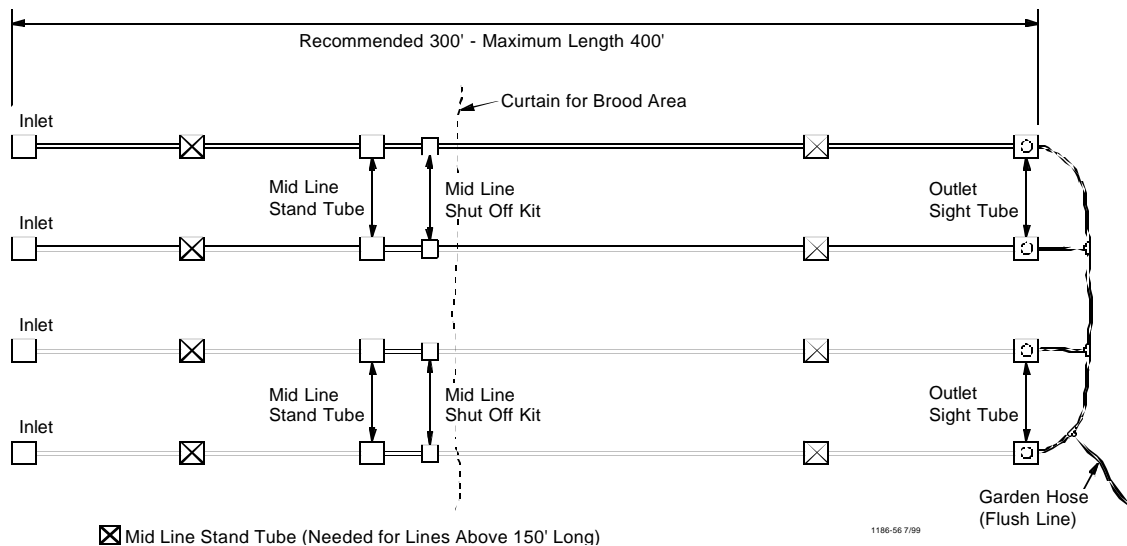 Recommended 300' - Maximum Length 400'
Curtain for Brood Area
Inlet
Mid Line
Stand Tube
Mid Line
Shut Off Kit
Outlet
Sight Tube
Inlet
Inlet
Mid Line
Stand Tube
Mid Line
Shut Off Kit
Outlet
Sight Tube
Inlet
Garden Hose
(Flush Line)
Mid Line Stand Tube (Needed for Lines Above 150' Long)
1186-56 7/99